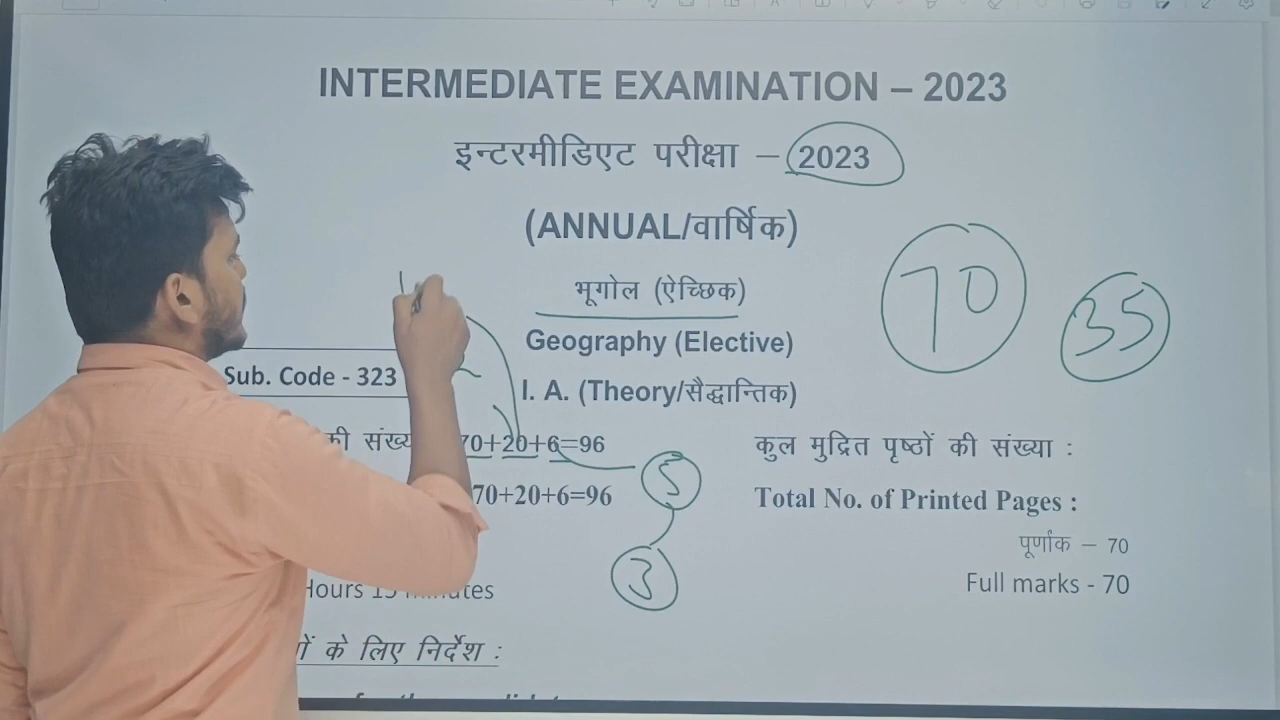 INTERMEDIATE EXAMINATION – 2023
इन्टरमीडिएट परीक्षा – 2023
(ANNUAL/वार्षिक)
भूगोल (ऐच्छिक)
70
35
Geography (Elective)
Sub. Code - 323
I. A. (Theory/सैद्धान्तिक)
की 70+20+6=96
कुल मुद्रित पृष्ठों की संख्या :
5
70+20+6=96
Total No. of Printed Pages :
पूर्णांक – 70
3
Hours 15
Full marks - 70
के लिए निर्देश :